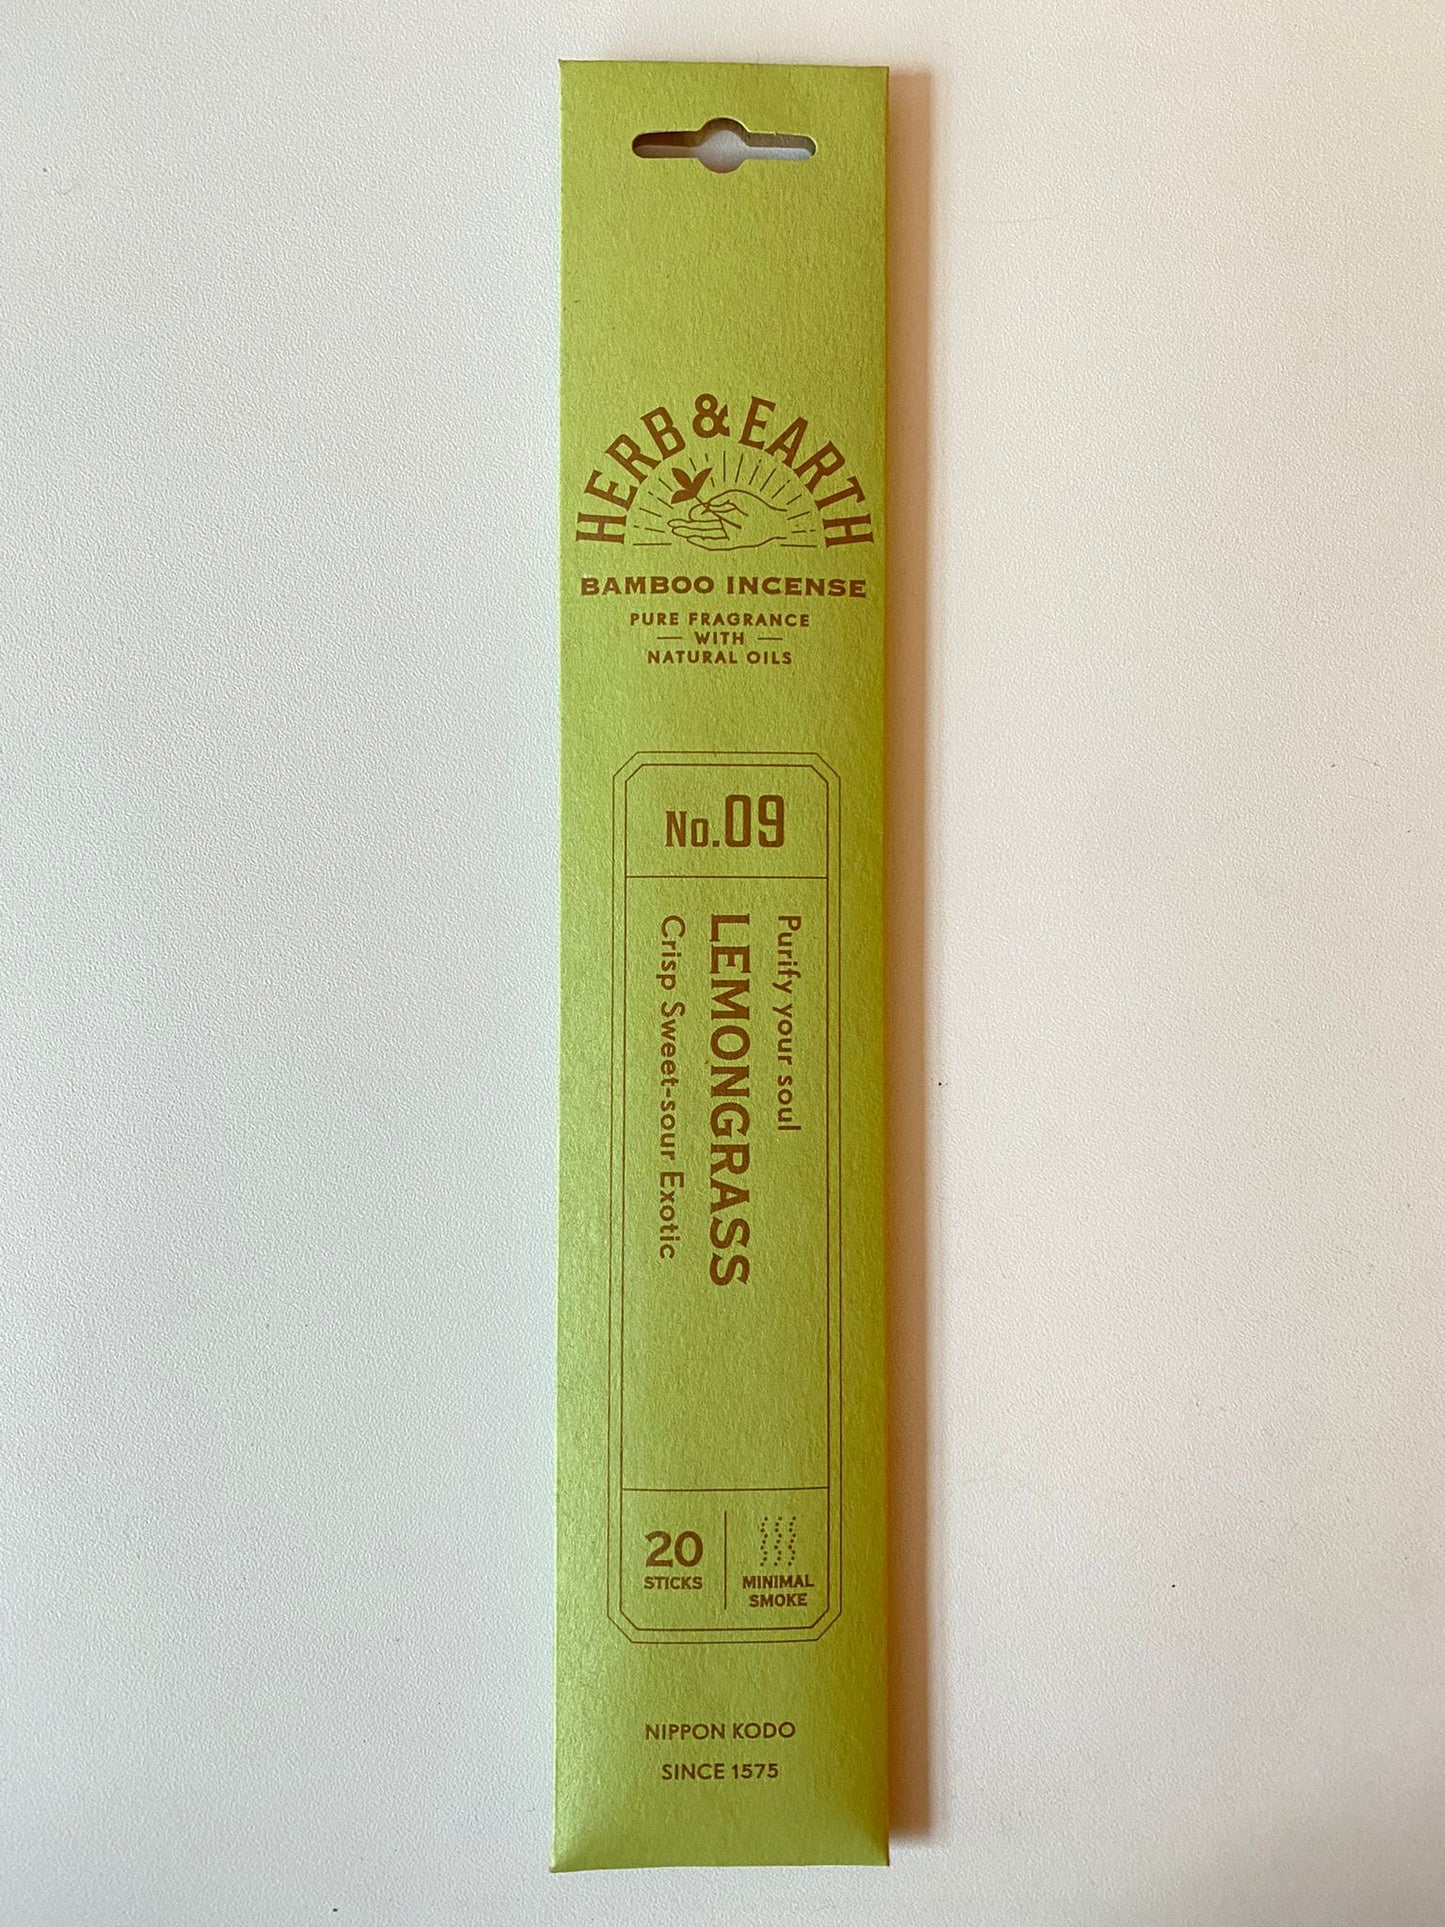 HERB & EARTH
BAMBOO INCENSE
PURE FRAGRANCE
WITH
NATURAL OILS
No.09
Purify your soul
LEMONGRASS
Crisp Sweet-sour Exotic
20
STICKS
MINIMAL
SMOKE
NIPPON KODO
SINCE 1575